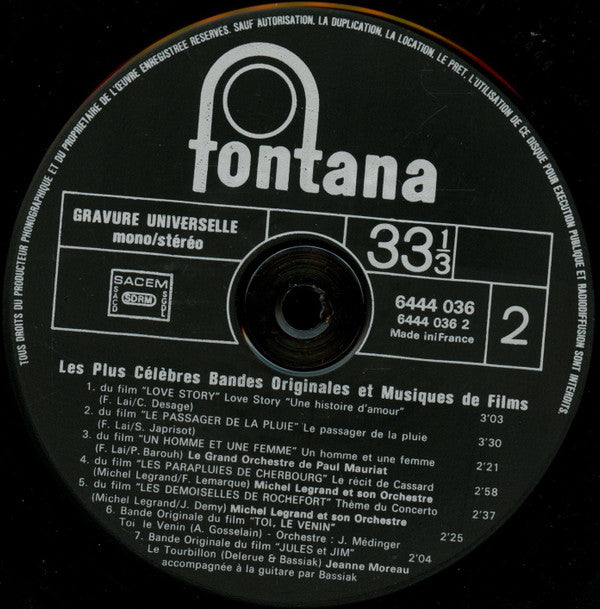 TOUS DROITS DU PRODUCTEUR PHONOGRAPHIQUE ET DU PROPRIETAIRE DE L'ŒUVRE ENREGISTREE RESERVES. SAUF AUTORISATION, LA DUPLICATION, LA LOCATION, LE PRET, L'UTILISATION DE CE DISQUE POUR EXECUTION PUBLIQUE ET RADIODIFFUSION SONT INTERDITS.
fontana
GRAVURE UNIVERSELLE
mono/stéréo
33 1/3
SACEM
SACD
SDRM
SGDL
6444 036
6444 036 2
Made in France
2
Les Plus Célèbres Bandes Originales et Musiques de Films
1. du film "LOVE STORY" Love Story "Une histoire d'amour"
(F. Lai/C. Desage) 3'03
2. du film "LE PASSAGER DE LA PLUIE" Le passager de la pluie
(F. Lai/S. Japrisot) 3'30
3. du film "UN HOMME ET UNE FEMME" Un homme et une femme
(F. Lai/P. Barouh) Le Grand Orchestre de Paul Mauriat 2'21
4. du film "LES PARAPLUIES DE CHERBOURG" Le récit de Cassard
(Michel Legrand/F. Lemarque) Michel Legrand et son Orchestre 2'58
5. du film "LES DEMOISELLES DE ROCHEFORT" Thème du Concerto
(Michel Legrand/J. Demy) Michel Legrand et son Orchestre 2'37
6. Bande Originale du film "TOI, LE VENIN"
Toi le Venin (A. Gosselain) - Orchestre : J. Médinger 2'25
7. Bande Originale du film "JULES et JIM"
Le Tourbillon (Delerue & Bassiak) Jeanne Moreau 2'04
accompagnée à la guitare par Bassiak